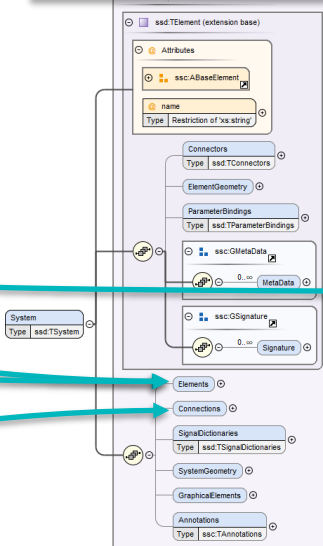 ssd:TElement (extension base)
Attributes
ssc:ABaseElement
name
Type Restriction of 'xs:string'
Connectors
Type ssd:TConnectors
ElementGeometry
ParameterBindings
Type ssd:TParameterBindings
ssc:GMetaData
0..∞
MetaData
System
Type ssd:TSystem
ssc:GSignature
0..∞
Signature
Elements
Connections
SignalDictionaries
Type ssd:TSignalDictionaries
SystemGeometry
GraphicalElements
Annotations
Type ssc:TAnnotations